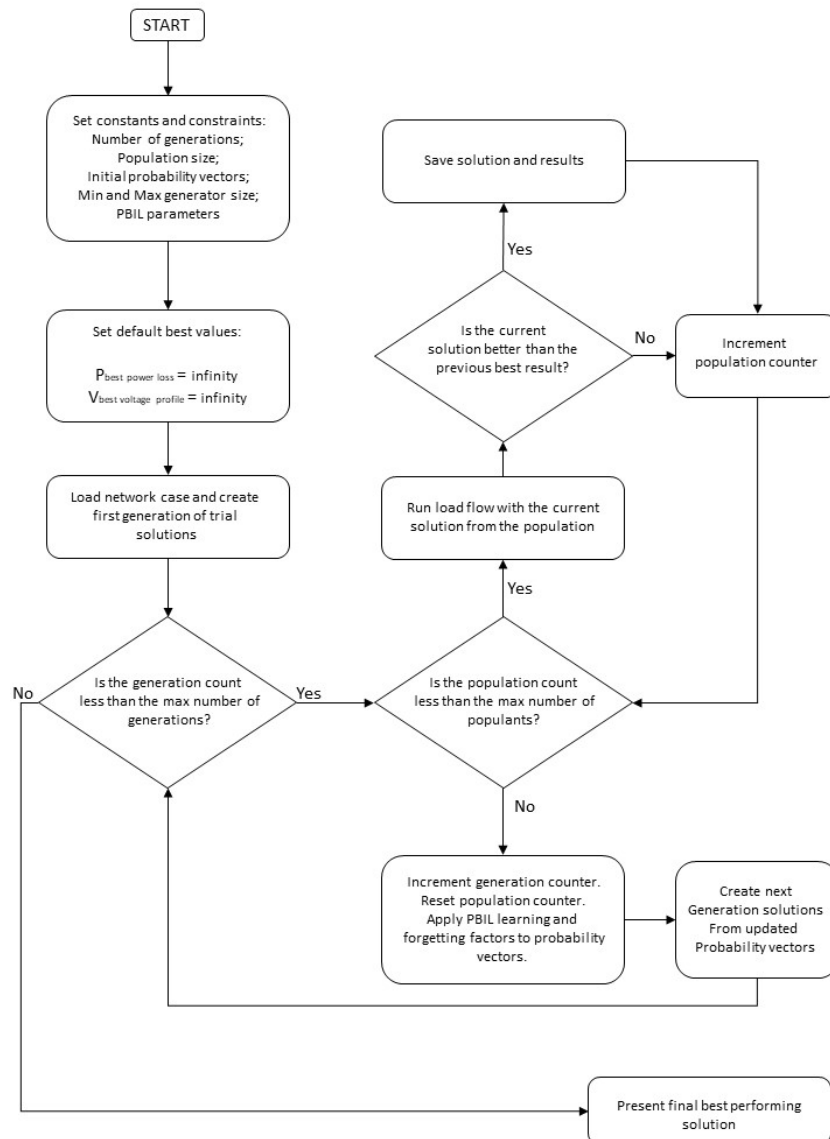 START
Set constants and constraints:
Number of generations;
Population size;
Initial probability vectors;
Min and Max generator size;
PBIL parameters
Set default best values:
Pbest power loss = infinity
Vbest voltage profile = infinity
Load network case and create
first generation of trial
solutions
Is the generation count
less than the max number of
generations?
No
Yes
Save solution and results
Yes
Is the current
solution better than the
previous best result?
No
Increment
population counter
Run load flow with the current
solution from the population
Yes
Is the population count
less than the max number of
populants?
No
Increment generation counter.
Reset population counter.
Apply PBIL learning and
forgetting factors to probability
vectors.
Create next
Generation solutions
From updated
Probability vectors
Present final best performing
solution